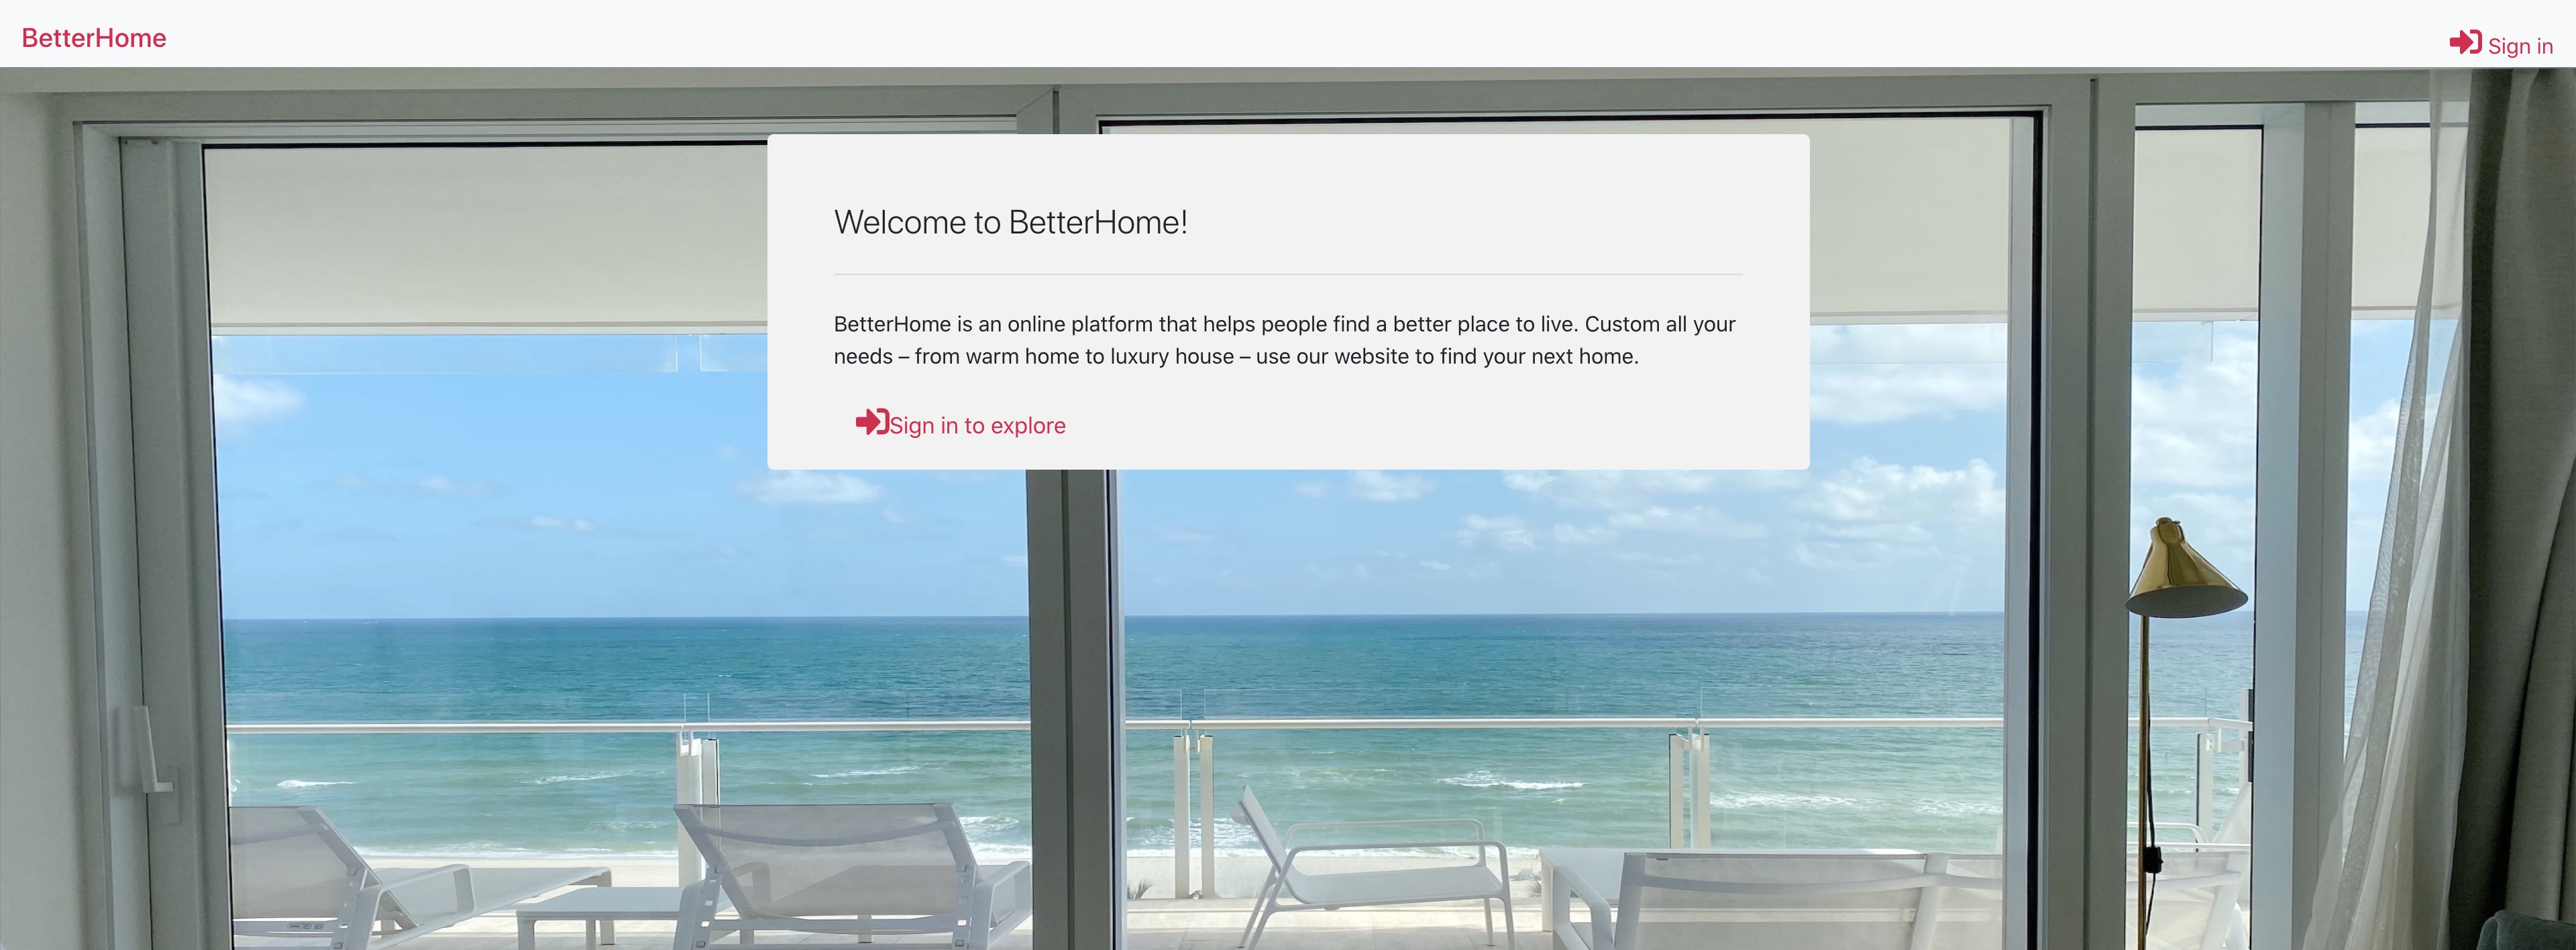 BetterHome
Sign in
Welcome to BetterHome!
BetterHome is an online platform that helps people find a better place to live. Custom all your
needs – from warm home to luxury house – use our website to find your next home.
Sign in to explore